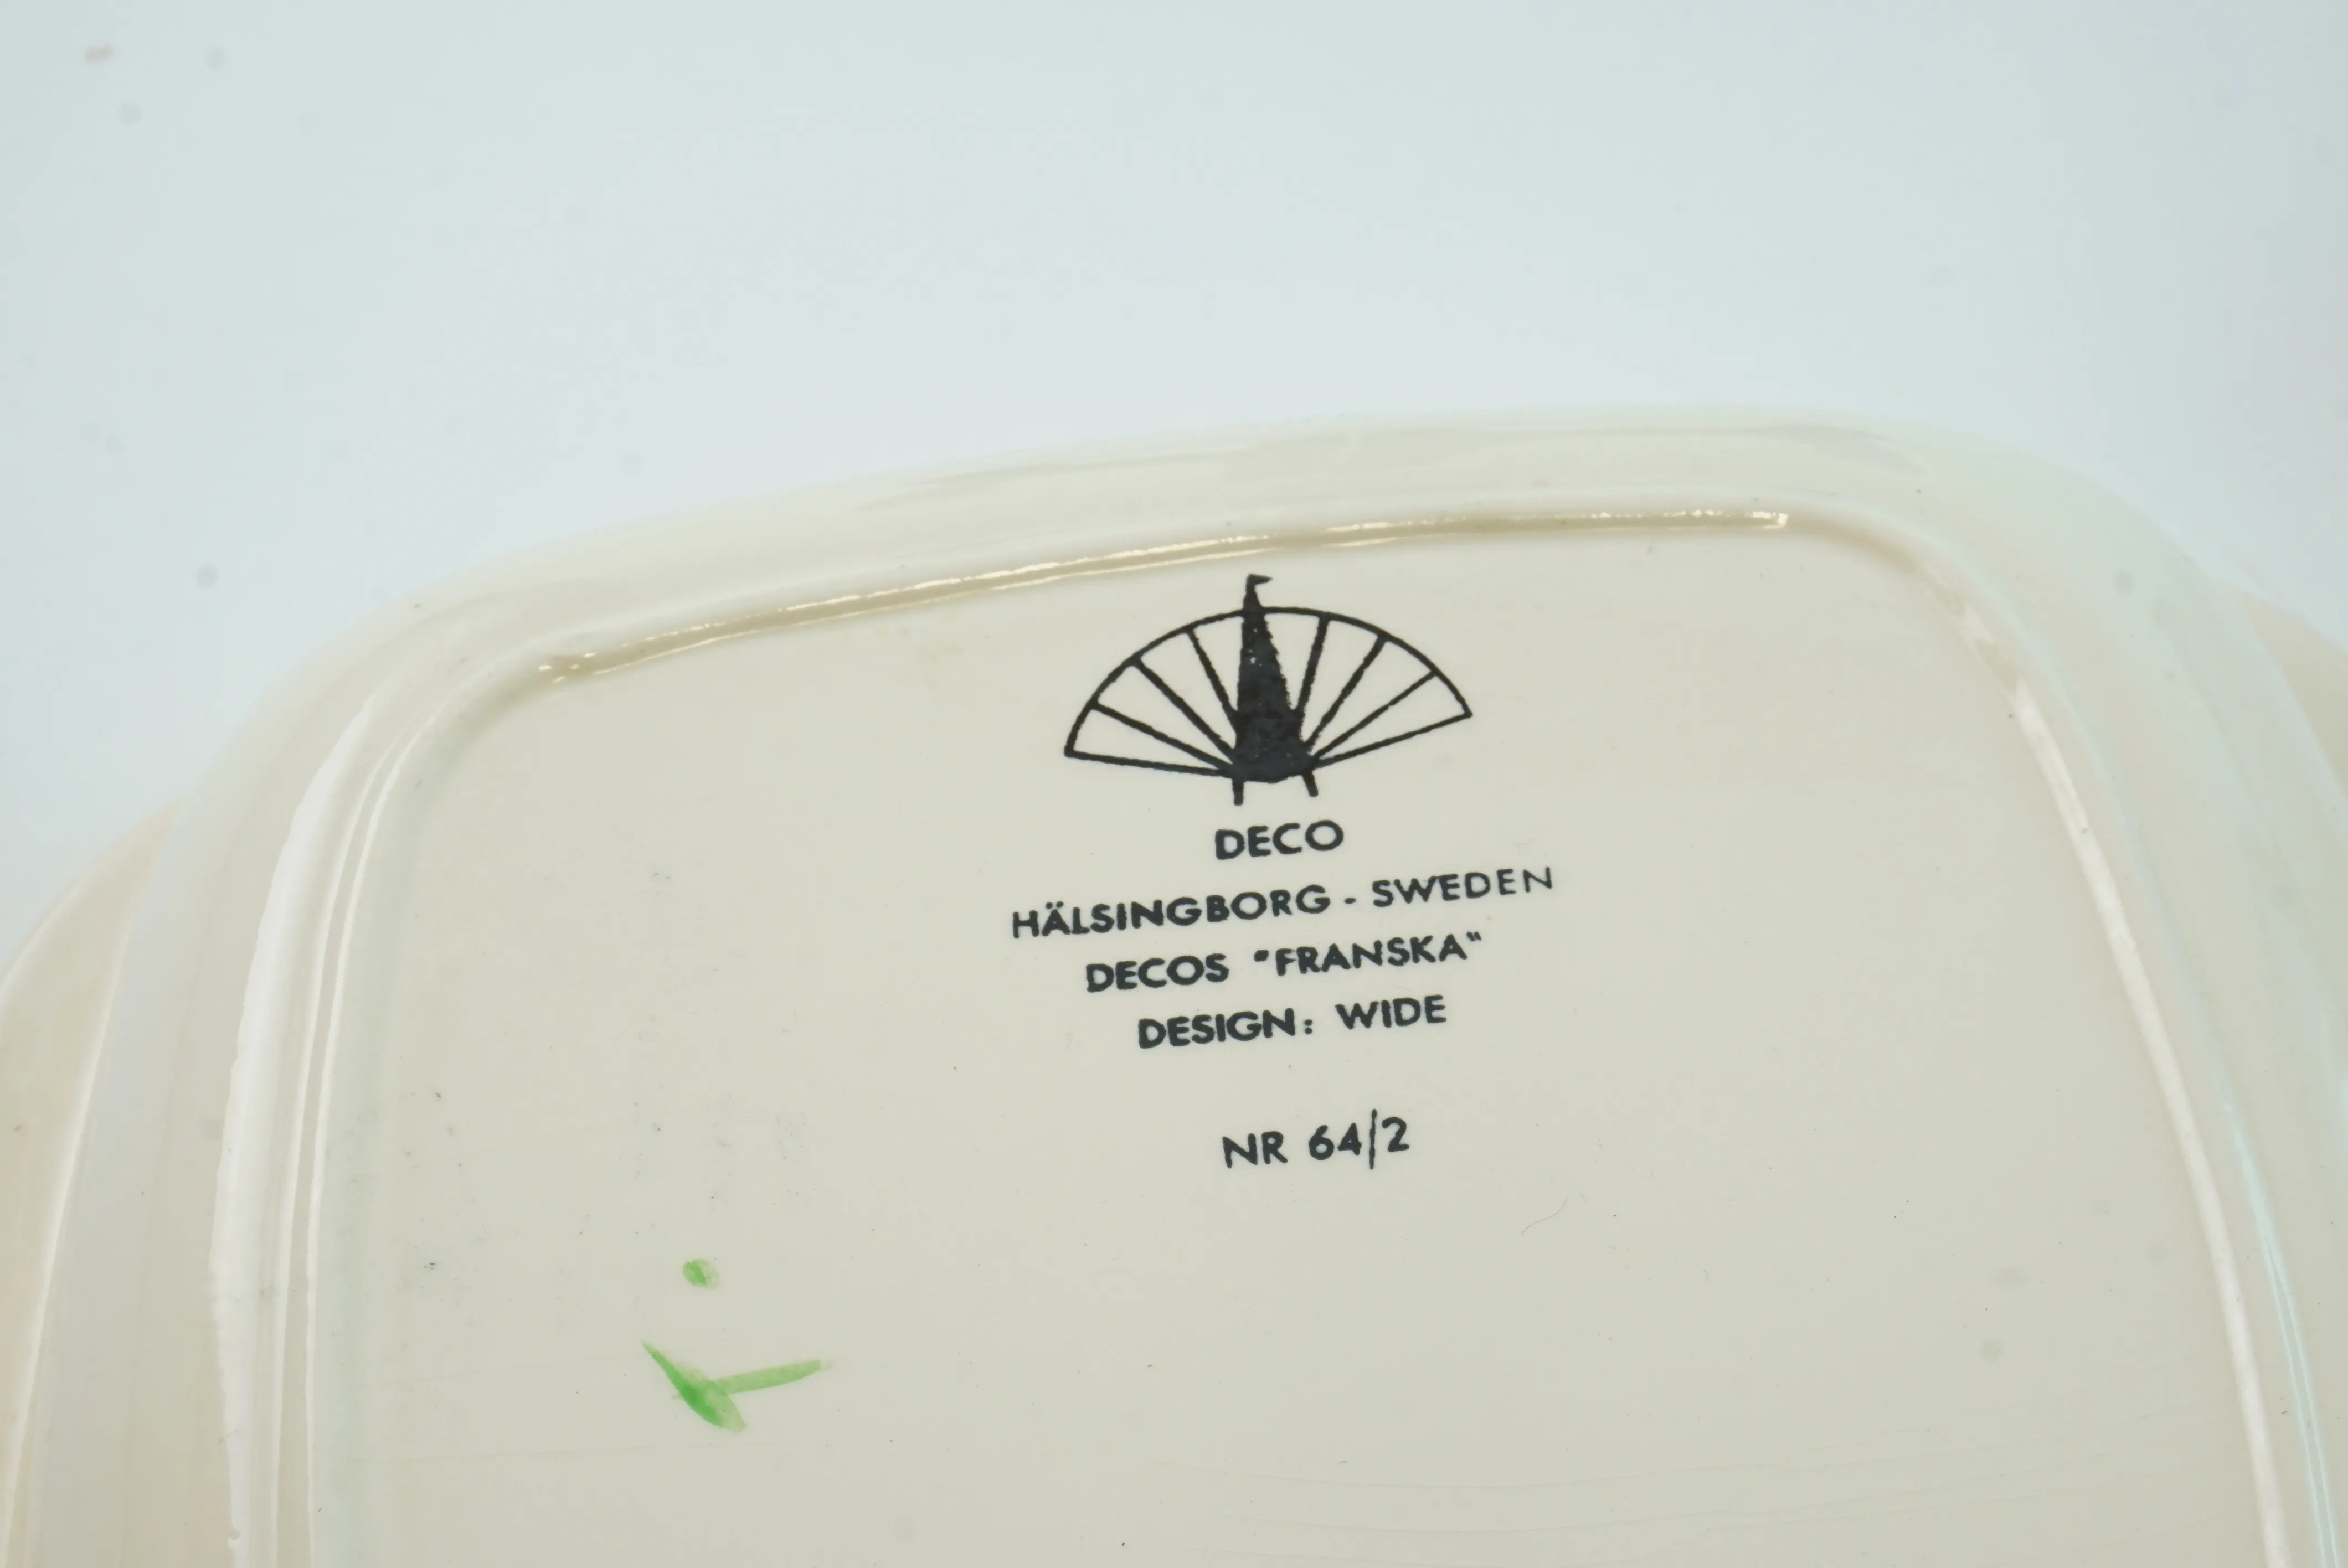 DECO
HÄLSINGBORG - SWEDEN
DECOS "FRANSKA"
DESIGN: WIDE
NR 64/2